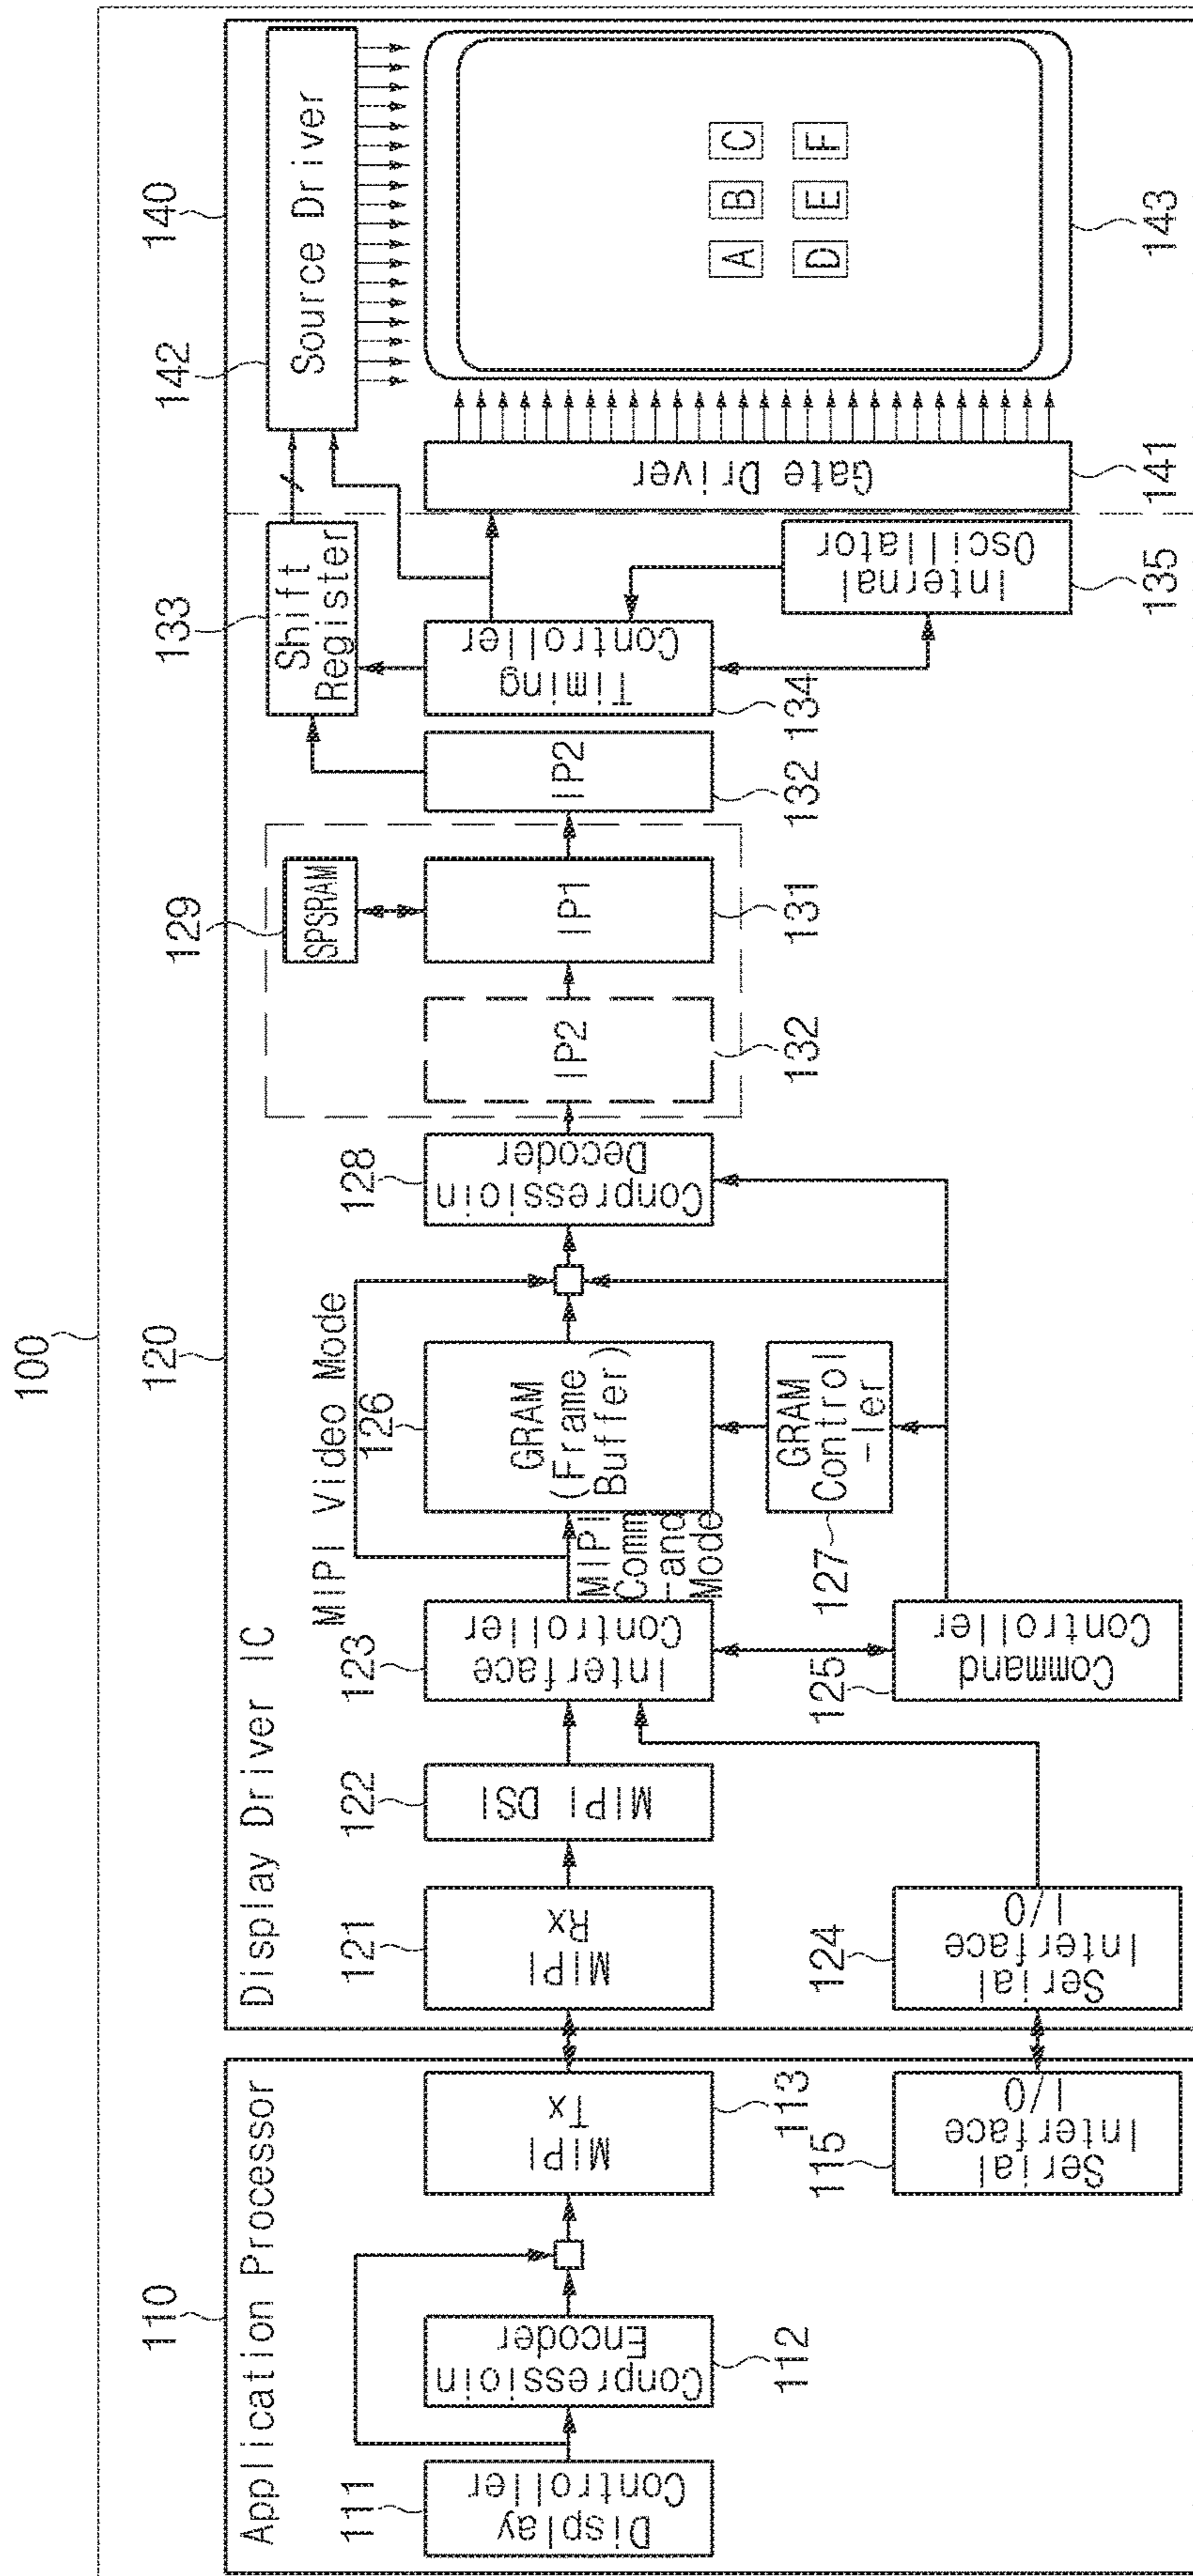 100
110
Application Processor
111
Display
Controller
Conpressioin
Encoder
112
MIPI
Tx
113
115
Serial
Interface
I/O
120
Display Driver IC
121
MIPI
Rx
122
MIPI DSI
123
Interface
Controller
124
Serial
Interface
I/O
125
Command
Controller
MIPI Video Mode
MIPI
Comm
-and
Mode
126
GRAM
(Frame
Buffer)
127
GRAM
Control
-ler
128
Conpressioin
Decoder
IP2
132
129
SPSRAM
IP1
131
IP2
132
133
Shift
Register
Timing
Controller
134
Internal
Oscillator
135
140
142
Source Driver
Gate Driver
141
A B C
D E F
143